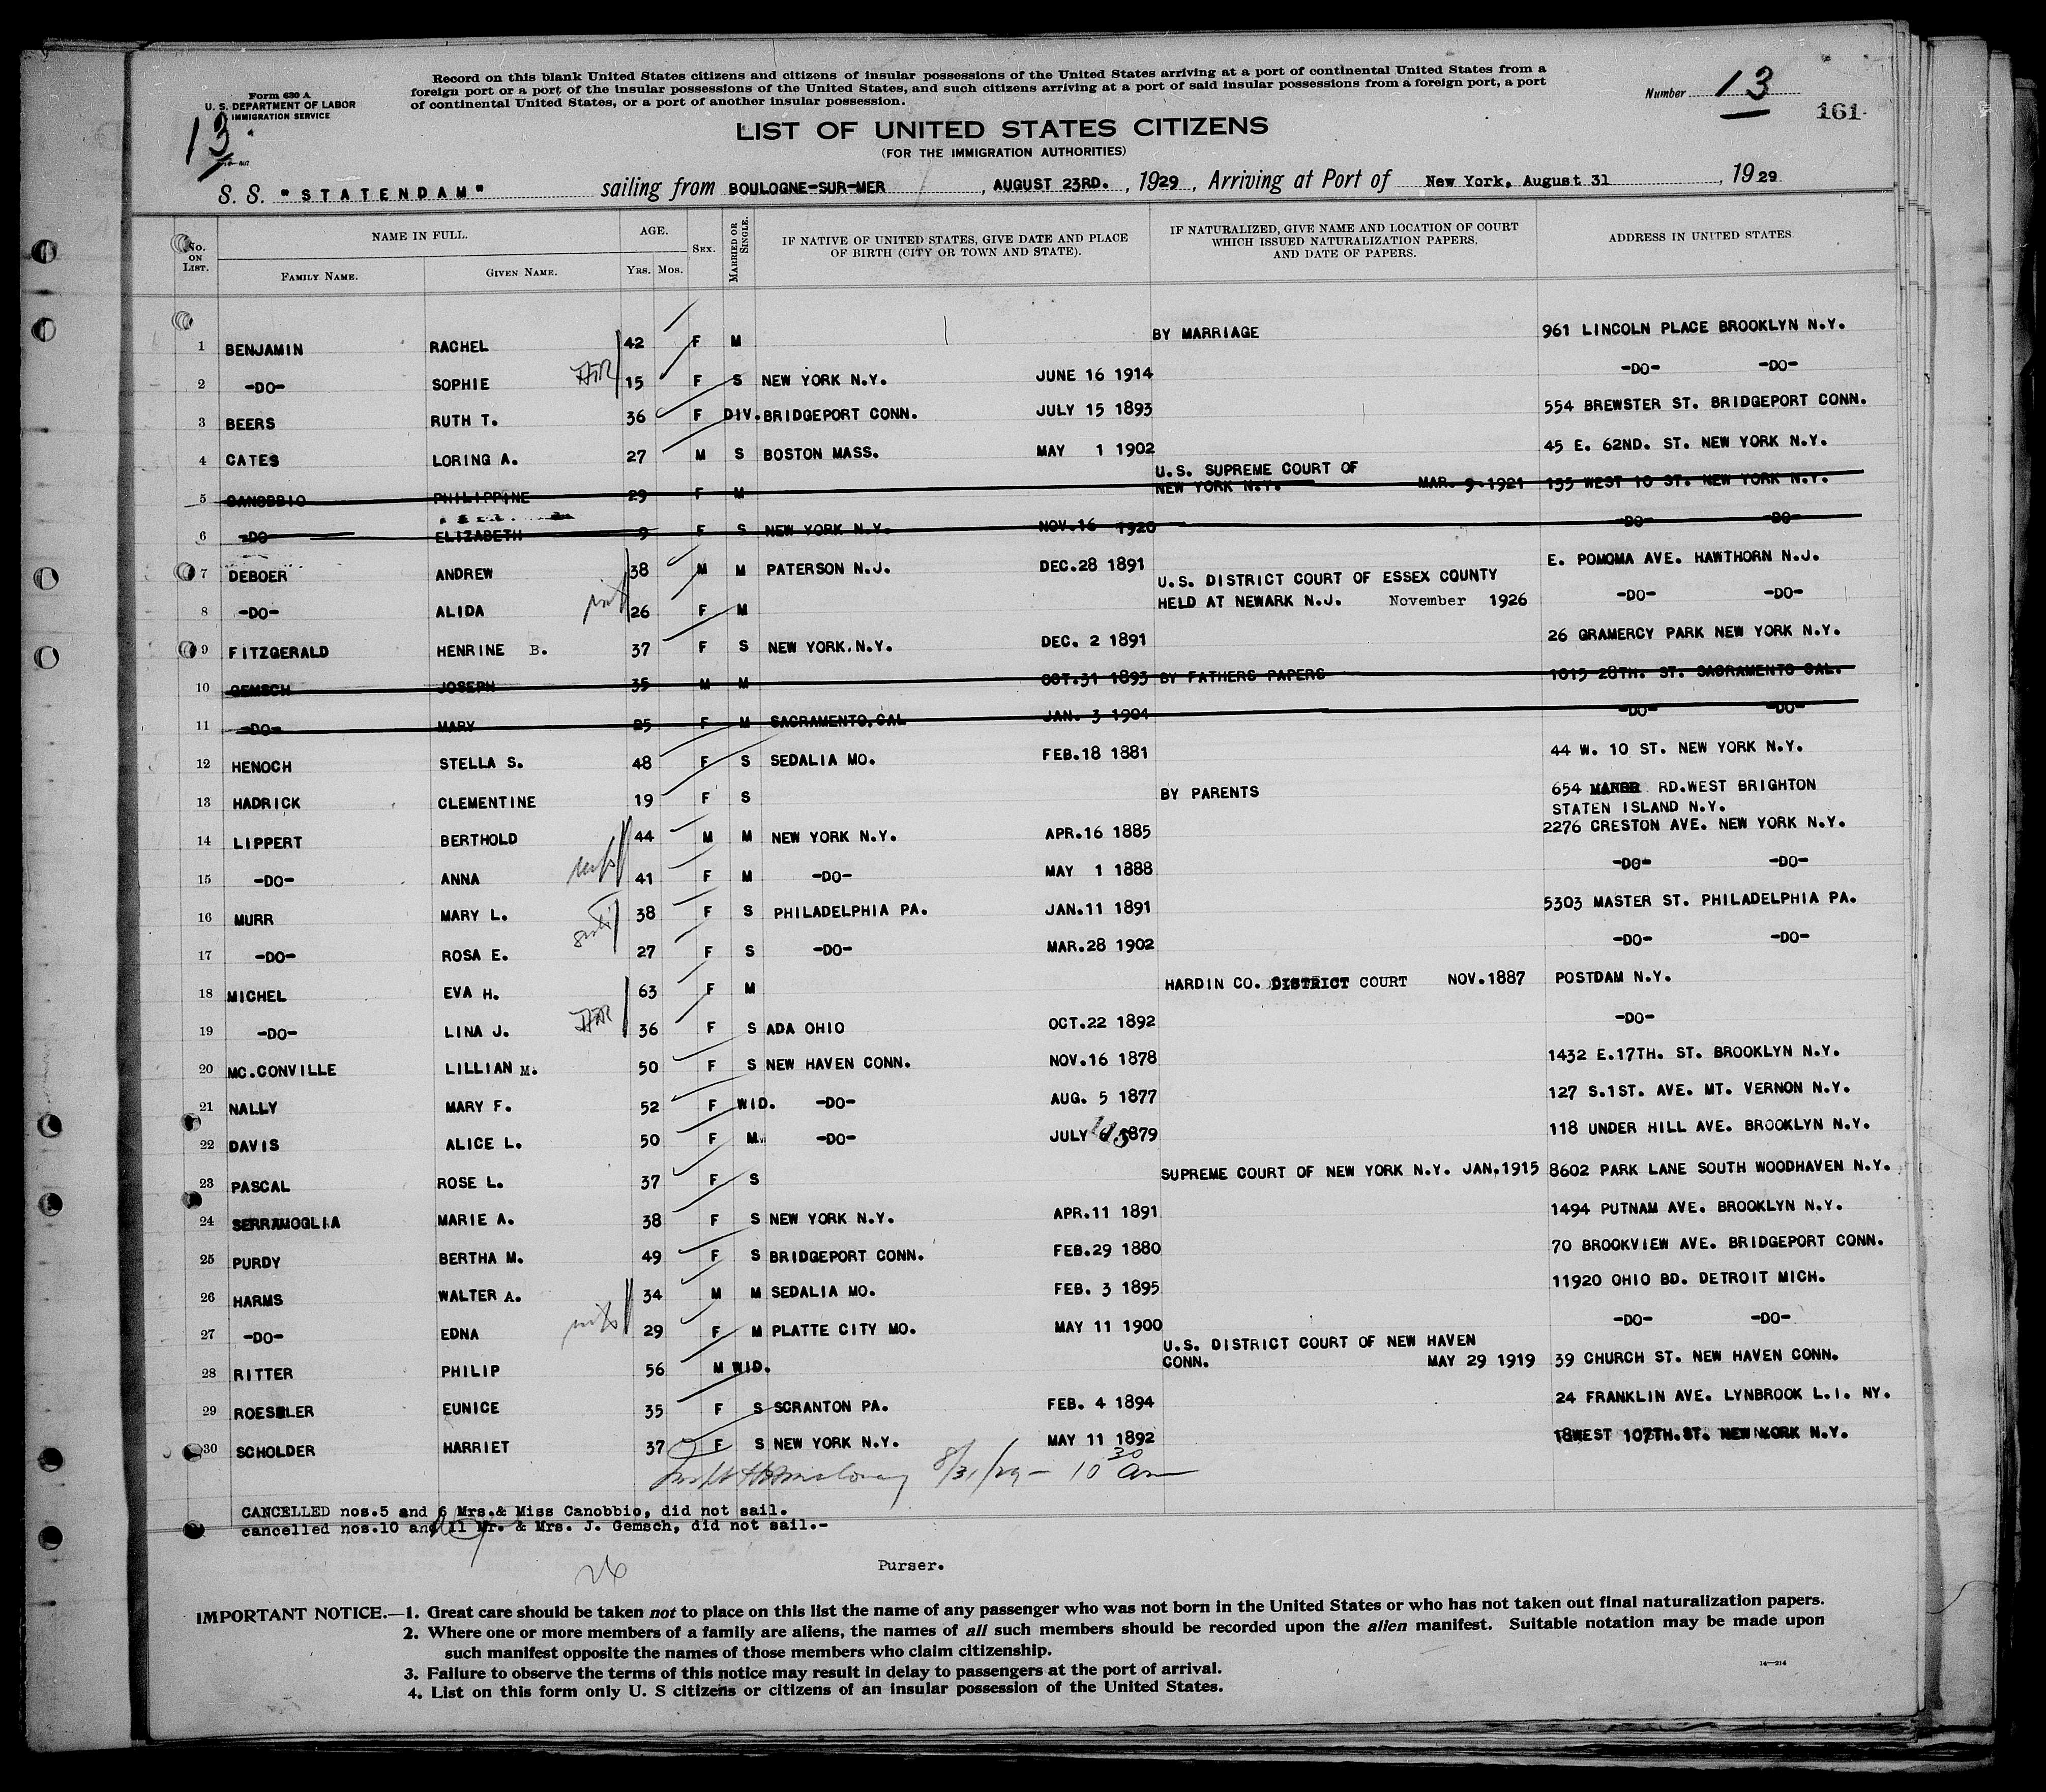 Form 630 A
U. S. DEPARTMENT OF LABOR
IMMIGRATION SERVICE
13
Record on this blank United States citizens and citizens of insular possessions of the United States arriving at a port of continental United States from a
foreign port or a port of the insular possessions of the United States, and such citizens arriving at a port of said insular possessions from a foreign port, a port
of continental United States, or a port of another insular possession.
Number 13
161
LIST OF UNITED STATES CITIZENS
(FOR THE IMMIGRATION AUTHORITIES)
S. S. "STATENDAM" sailing from BOULOGNE-SUR-MER, AUGUST 23RD., 1929, Arriving at Port of New York, August 31, 1929
No. ON LIST. NAME IN FULL. AGE. SEX. MARRIED OR SINGLE. IF NATIVE OF UNITED STATES, GIVE DATE AND PLACE OF BIRTH (CITY OR TOWN AND STATE). IF NATURALIZED, GIVE NAME AND LOCATION OF COURT WHICH ISSUED NATURALIZATION PAPERS, AND DATE OF PAPERS. ADDRESS IN UNITED STATES
FAMILY NAME. GIVEN NAME. YRS. MOS.
1 BENJAMIN RACHEL 42 F M BY MARRIAGE 961 LINCOLN PLACE BROOKLYN N.Y.
2 -DO- SOPHIE 15 F S NEW YORK N.Y. JUNE 16 1914 -DO- -DO-
3 BEERS RUTH T. 36 F DIV. BRIDGEPORT CONN. JULY 15 1893 554 BREWSTER ST. BRIDGEPORT CONN.
4 CATES LORING A. 27 M S BOSTON MASS. MAY 1 1902 45 E. 62ND. ST. NEW YORK N.Y.
5 CANOBBIO PHILIPPINE 29 F M U.S. SUPREME COURT OF NEW YORK N.Y. MAR. 9-1921 155 WEST 10 ST. NEW YORK N.Y.
6 -DO- ELIZABETH 9 F S NEW YORK N.Y. NOV.16 1920 -DO- -DO-
7 DEBOER ANDREW 38 M M PATERSON N.J. DEC.28 1891 E. POMOMA AVE. HAWTHORN N.J.
8 -DO- ALIDA 26 F M U.S. DISTRICT COURT OF ESSEX COUNTY HELD AT NEWARK N.J. November 1926 -DO- -DO-
9 FITZGERALD HENRINE B. 37 F S NEW YORK.N.Y. DEC. 2 1891 26 GRAMERCY PARK NEW YORK N.Y.
10 GEMSCH JOSEPH 35 M M OCT.31 1893 BY FATHERS PAPERS 1015 28TH. ST. SACRAMENTO CAL.
11 -DO- MARY 25 F M SACRAMENTO,CAL JAN. 3 1904 -DO- -DO-
12 HENOCH STELLA S. 48 F S SEDALIA MO. FEB.18 1881 44 W. 10 ST. NEW YORK N.Y.
13 HADRICK CLEMENTINE 19 F S BY PARENTS 654 MANOR RD.WEST BRIGHTON STATEN ISLAND N.Y.
14 LIPPERT BERTHOLD 44 M M NEW YORK N.Y. APR.16 1885 2276 CRESTON AVE. NEW YORK N.Y.
15 -DO- ANNA 41 F M -DO- MAY 1 1888 -DO- -DO-
16 MURR MARY L. 38 F S PHILADELPHIA PA. JAN.11 1891 5303 MASTER ST. PHILADELPHIA PA.
17 -DO- ROSA E. 27 F S -DO- MAR.28 1902 -DO- -DO-
18 MICHEL EVA H. 63 F M HARDIN CO. DISTRICT COURT NOV.1887 POSTDAM N.Y.
19 -DO- LINA J. 36 F S ADA OHIO OCT.22 1892 -DO-
20 MC.CONVILLE LILLIAN M. 50 F S NEW HAVEN CONN. NOV.16 1878 1432 E.17TH. ST. BROOKLYN N.Y.
21 NALLY MARY F. 52 F WID. -DO- AUG. 5 1877 127 S.1ST. AVE. MT. VERNON N.Y.
22 DAVIS ALICE L. 50 F M -DO- JULY 1879 118 UNDER HILL AVE. BROOKLYN N.Y.
23 PASCAL ROSE L. 37 F S SUPREME COURT OF NEW YORK N.Y. JAN.1915 8602 PARK LANE SOUTH WOODHAVEN N.Y.
24 SERRAMOGLIA MARIE A. 38 F S NEW YORK N.Y. APR.11 1891 1494 PUTNAM AVE. BROOKLYN N.Y.
25 PURDY BERTHA M. 49 F S BRIDGEPORT CONN. FEB.29 1880 70 BROOKVIEW AVE. BRIDGEPORT CONN.
26 HARMS WALTER A. 34 M M SEDALIA MO. FEB. 3 1895 11920 OHIO BD. DETROIT MICH.
27 -DO- EDNA 29 F M PLATTE CITY MO. MAY 11 1900 -DO- -DO-
28 RITTER PHILIP 56 M WID. U.S. DISTRICT COURT OF NEW HAVEN CONN. MAY 29 1919 39 CHURCH ST. NEW HAVEN CONN.
29 ROESSLER EUNICE 35 F S SCRANTON PA. FEB. 4 1894 24 FRANKLIN AVE. LYNBROOK L.I. NY.
30 SCHOLDER HARRIET 37 F S NEW YORK N.Y. MAY 11 1892 18WEST 107TH.ST. NEW YORK N.Y.
8/31/29 - 10 30 am
CANCELLED nos.5 and 6 Mrs.& Miss Canobbio, did not sail.
cancelled nos.10 and 11 Mr. & Mrs. J. Gemsch, did not sail.-
26
Purser.
IMPORTANT NOTICE.—1. Great care should be taken not to place on this list the name of any passenger who was not born in the United States or who has not taken out final naturalization papers.
2. Where one or more members of a family are aliens, the names of all such members should be recorded upon the alien manifest. Suitable notation may be made upon
such manifest opposite the names of those members who claim citizenship.
3. Failure to observe the terms of this notice may result in delay to passengers at the port of arrival.
4. List on this form only U. S citizens or citizens of an insular possession of the United States.
14—214